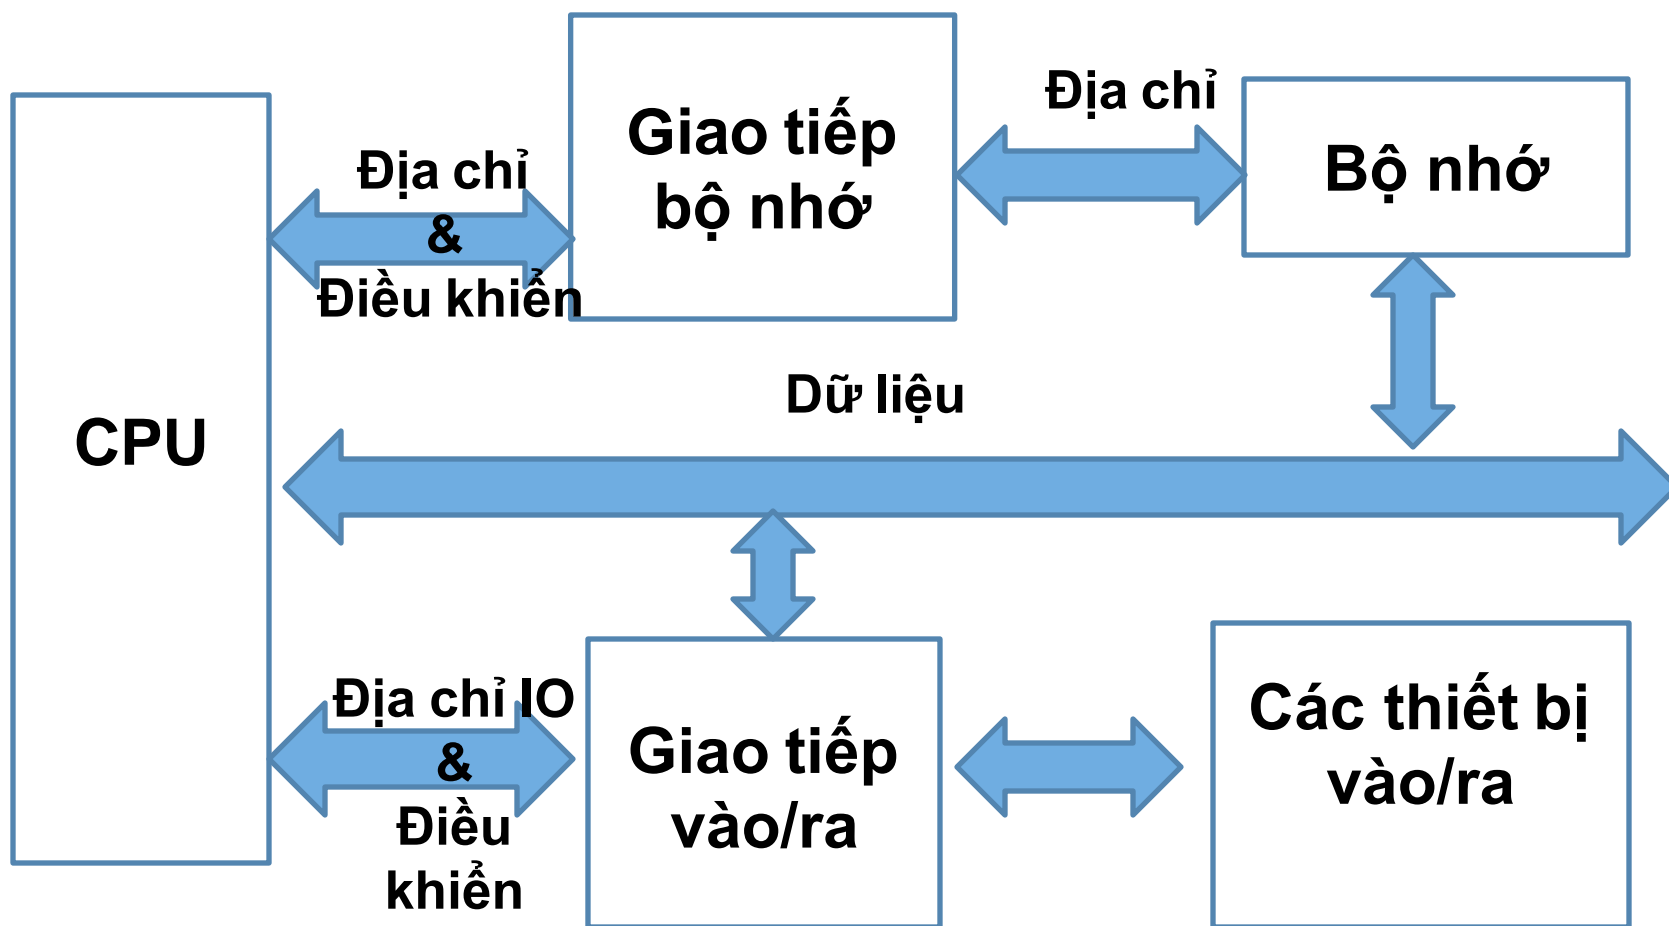 Giao tiếp
bộ nhớ
Địa chỉ
Bộ nhớ
Địa chỉ
&
Điều khiển
Dữ liệu
CPU
Địa chỉ IO
&
Điều
khiển
Giao tiếp
vào/ra
Các thiết bị
vào/ra